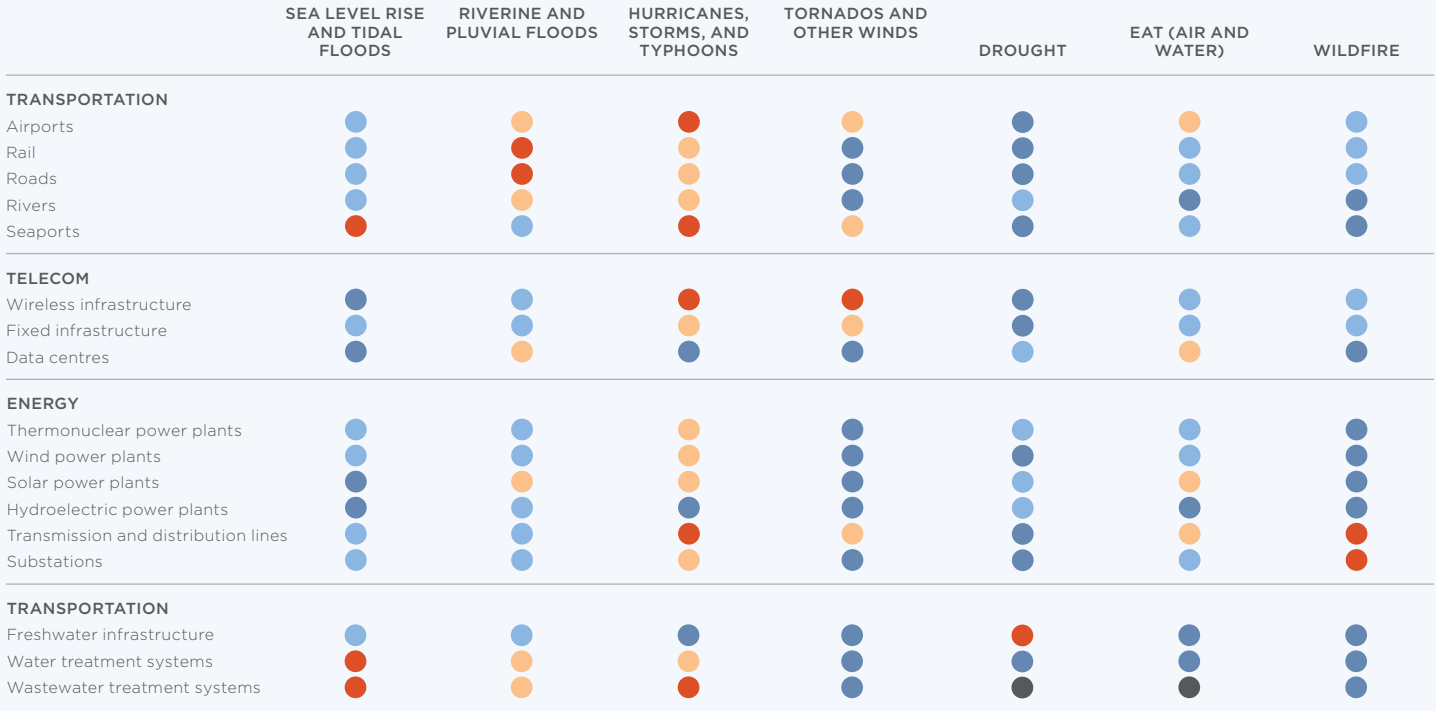 SEA LEVEL RISE
AND TIDAL
FLOODS
RIVERINE AND
PLUVIAL FLOODS
HURRICANES,
STORMS, AND
TYPHOONS
TORNADOS AND
OTHER WINDS
DROUGHT
EAT (AIR AND
WATER)
WILDFIRE
TRANSPORTATION
Airports
Rail
Roads
Rivers
Seaports
TELECOM
Wireless infrastructure
Fixed infrastructure
Data centres
ENERGY
Thermonuclear power plants
Wind power plants
Solar power plants
Hydroelectric power plants
Transmission and distribution lines
Substations
TRANSPORTATION
Freshwater infrastructure
Water treatment systems
Wastewater treatment systems